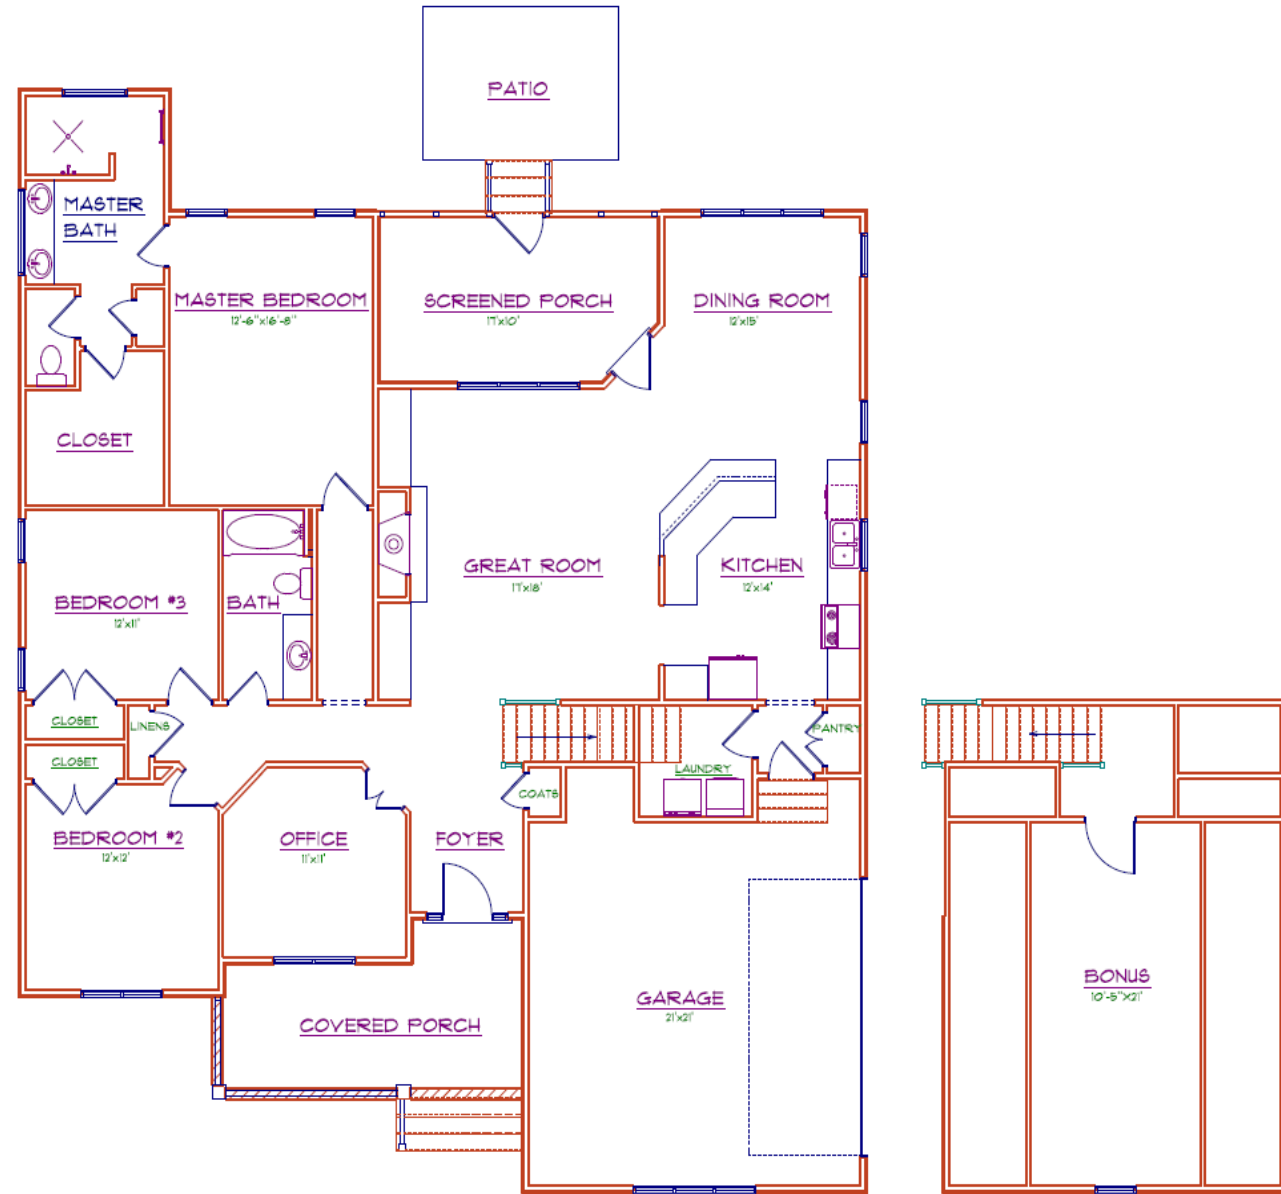 PATIO
MASTER
BATH
MASTER BEDROOM
12'-6"x16'-8"
SCREENED PORCH
17'x10'
DINING ROOM
12'x15'
CLOSET
GREAT ROOM
17'x18'
KITCHEN
12'x14'
BEDROOM #3
12'x11'
BATH
CLOSET
LINENS
PANTRY
CLOSET
LAUNDRY
COATS
BEDROOM #2
12'x12'
OFFICE
11'x11'
FOYER
GARAGE
21'x21'
BONUS
10'-5"x21'
COVERED PORCH